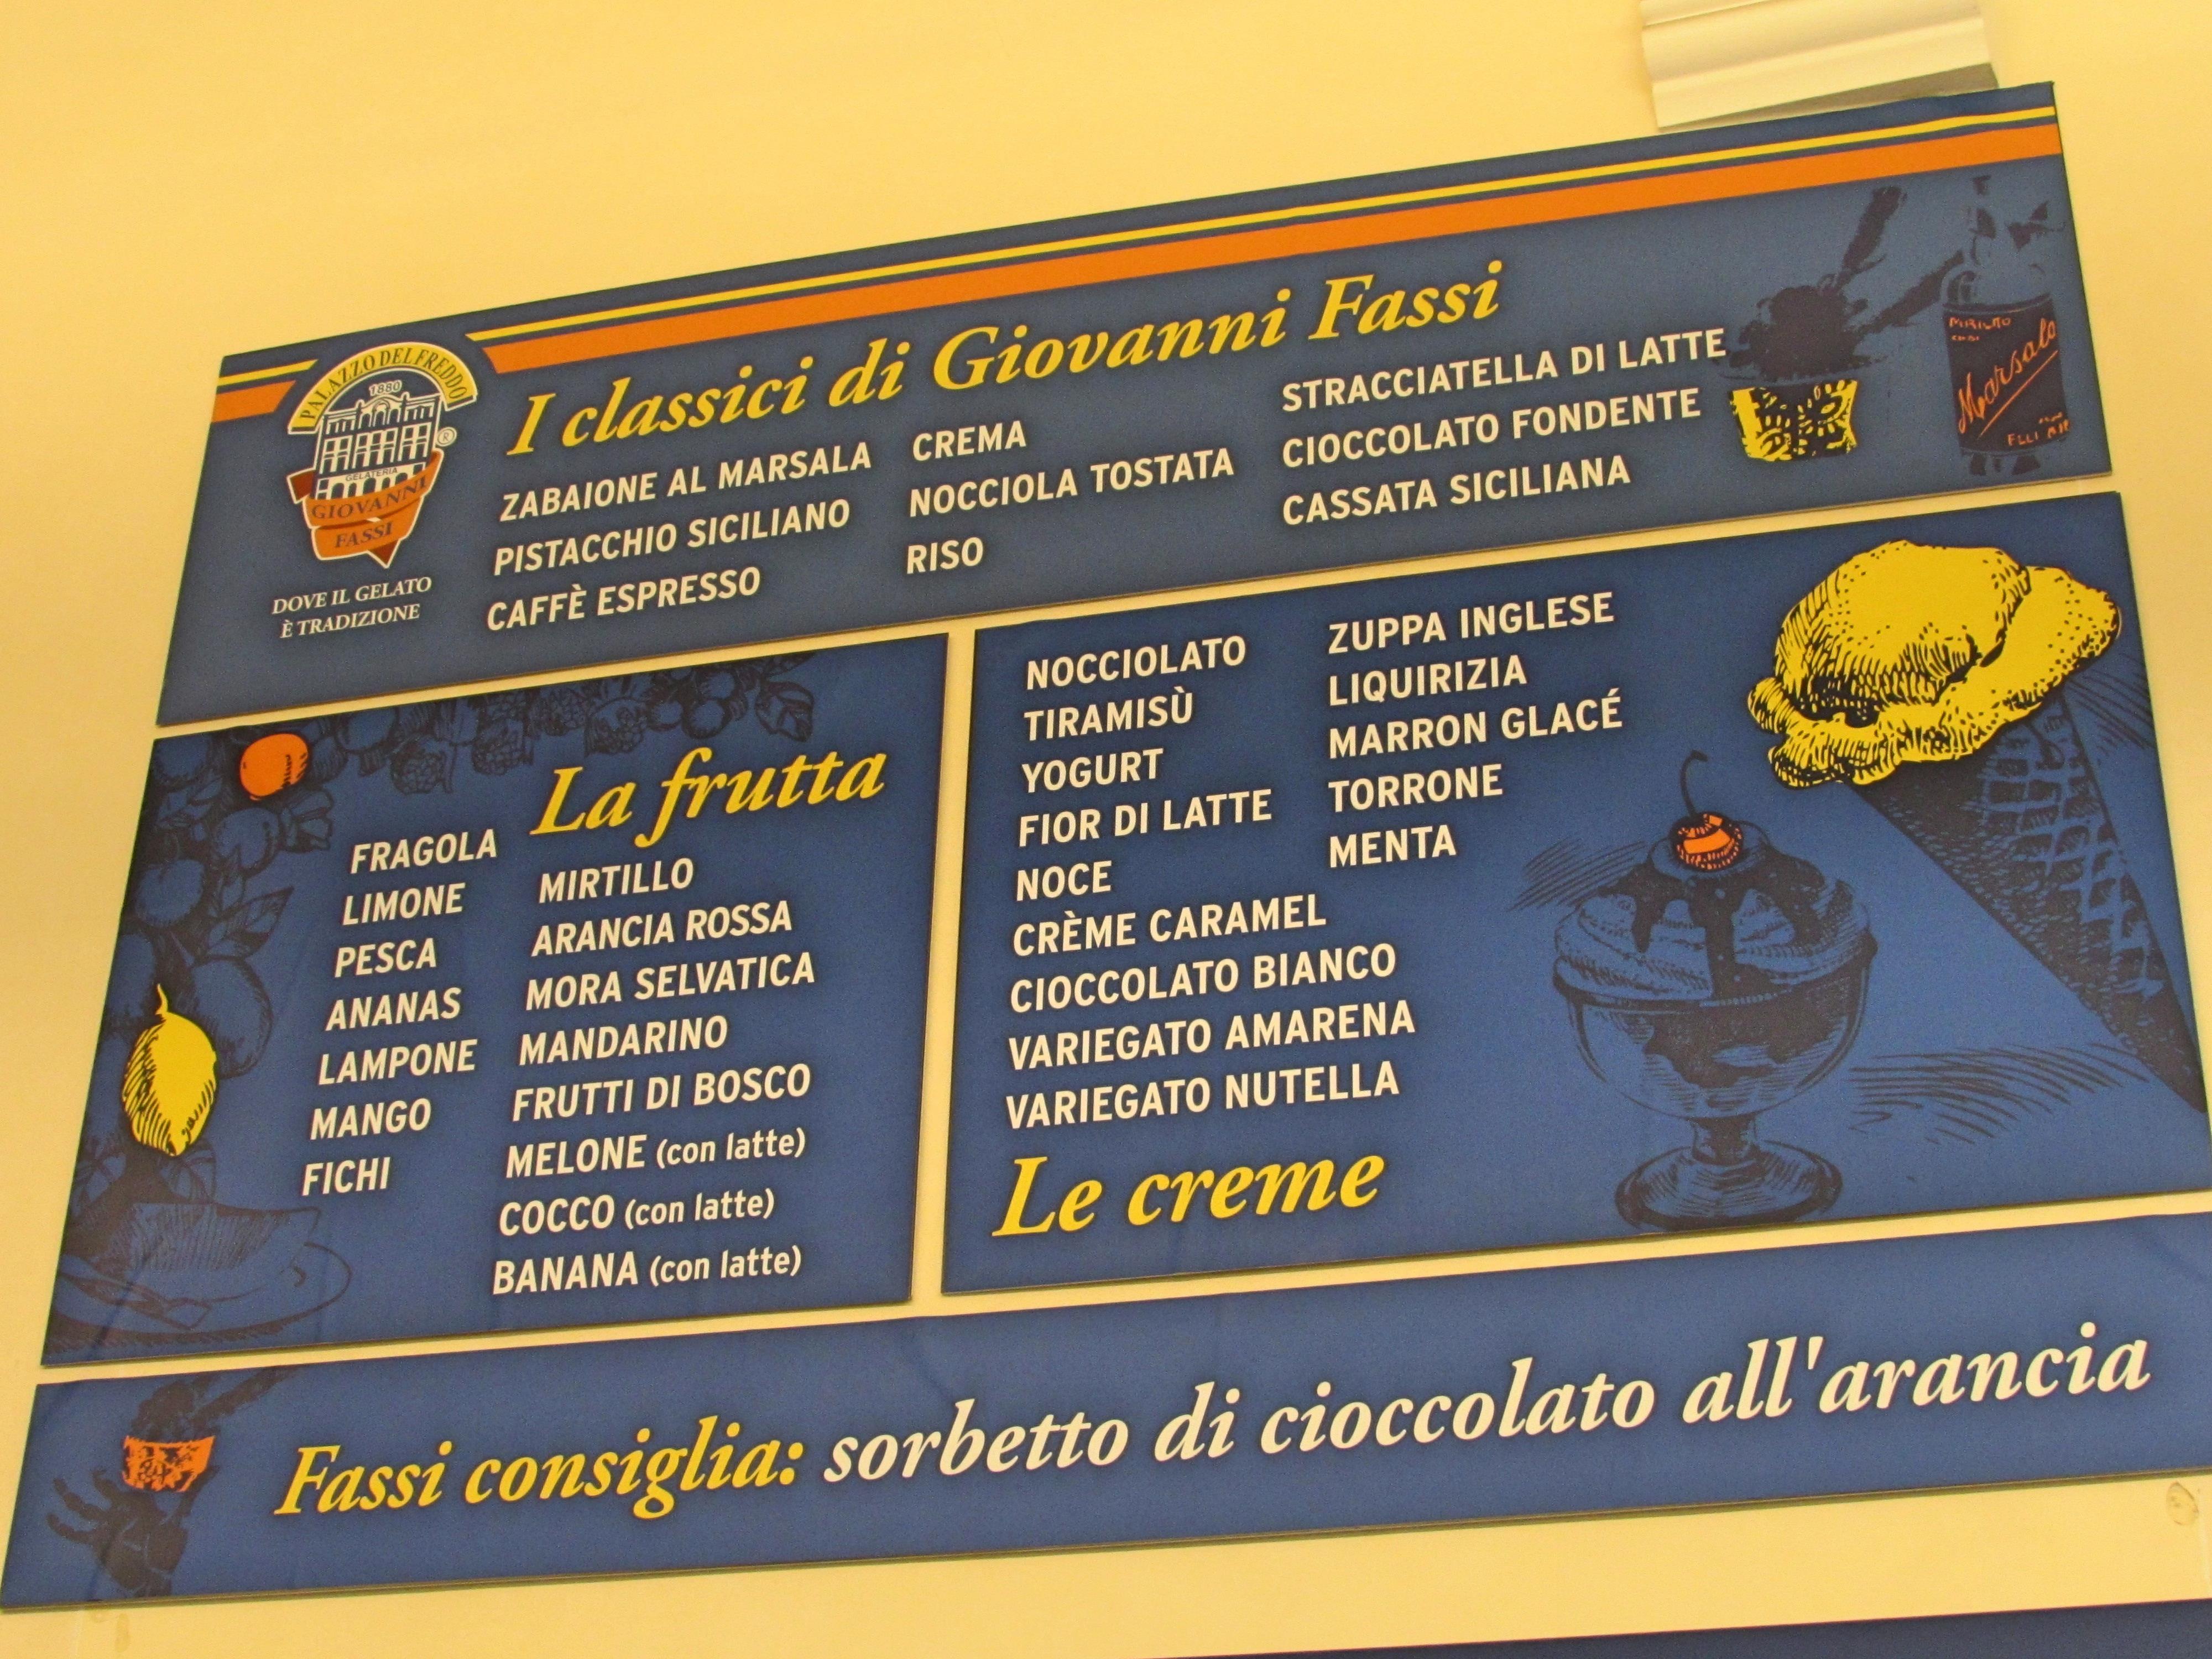 PALAZZO DEL FREDDO
1880
GELATERIA
GIOVANNI
FASSI
®
DOVE IL GELATO
È TRADIZIONE
I classici di Giovanni Fassi
ZABAIONE AL MARSALA
PISTACCHIO SICILIANO
CAFFÈ ESPRESSO
CREMA
NOCCIOLA TOSTATA
RISO
STRACCIATELLA DI LATTE
CIOCCOLATO FONDENTE
CASSATA SICILIANA
Marsala
La frutta
FRAGOLA
LIMONE
PESCA
ANANAS
LAMPONE
MANGO
FICHI
MIRTILLO
ARANCIA ROSSA
MORA SELVATICA
MANDARINO
FRUTTI DI BOSCO
MELONE (con latte)
COCCO (con latte)
BANANA (con latte)
NOCCIOLATO
TIRAMISÙ
YOGURT
FIOR DI LATTE
NOCE
CRÈME CARAMEL
CIOCCOLATO BIANCO
VARIEGATO AMARENA
VARIEGATO NUTELLA
ZUPPA INGLESE
LIQUIRIZIA
MARRON GLACÉ
TORRONE
MENTA
Le creme
Fassi consiglia: sorbetto di cioccolato all'arancia